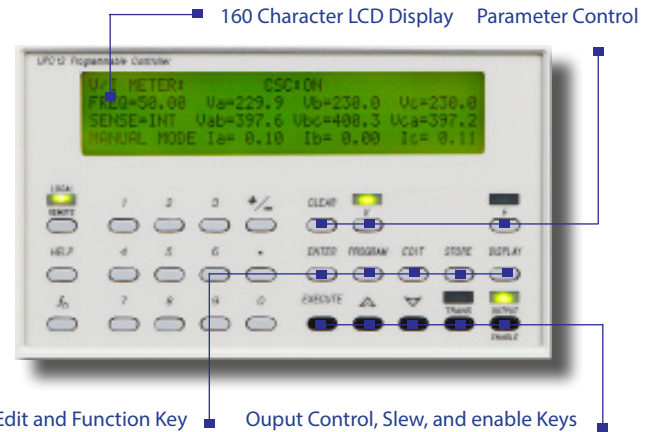 160 Character LCD Display
Parameter Control
UPC12 Programmable Controller
V/I METER: CSC:ON
FREQ=50.00 Va=229.9 Vb=230.0 Vc=230.0
SENSE=INT Vab=397.6 Vbc=400.3 Vca=397.2
MANUAL MODE Ia= 0.10 Ib= 0.00 Ic= 0.11
LOCAL
REMOTE
1 2 3 +/- CLEAR V F
HELP 4 5 6 . ENTER PROGRAM EDIT STORE DISPLAY
7 8 9 0 EXECUTE TRANS OUTPUT
ENABLE
Edit and Function Key
Ouput Control, Slew, and enable Keys